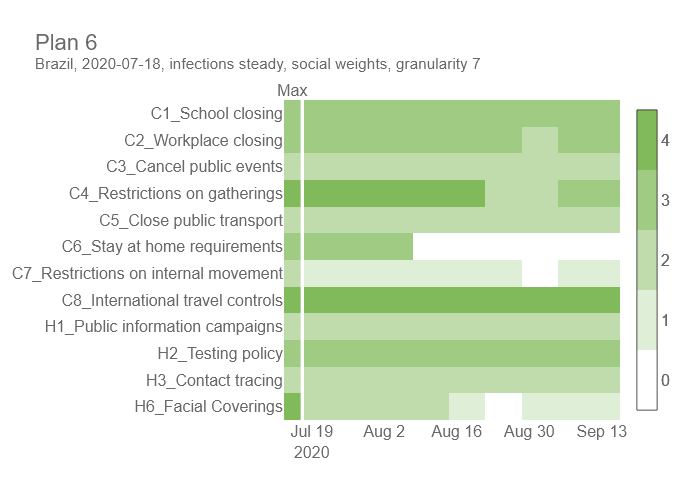 Plan 6
Brazil, 2020-07-18, infections steady, social weights, granularity 7
Max
C1_School closing
C2_Workplace closing
C3_Cancel public events
C4_Restrictions on gatherings
C5_Close public transport
C6_Stay at home requirements
C7_Restrictions on internal movement
C8_International travel controls
H1_Public information campaigns
H2_Testing policy
H3_Contact tracing
H6_Facial Coverings
4
3
2
1
0
Jul 19 Aug 2 Aug 16 Aug 30 Sep 13
2020